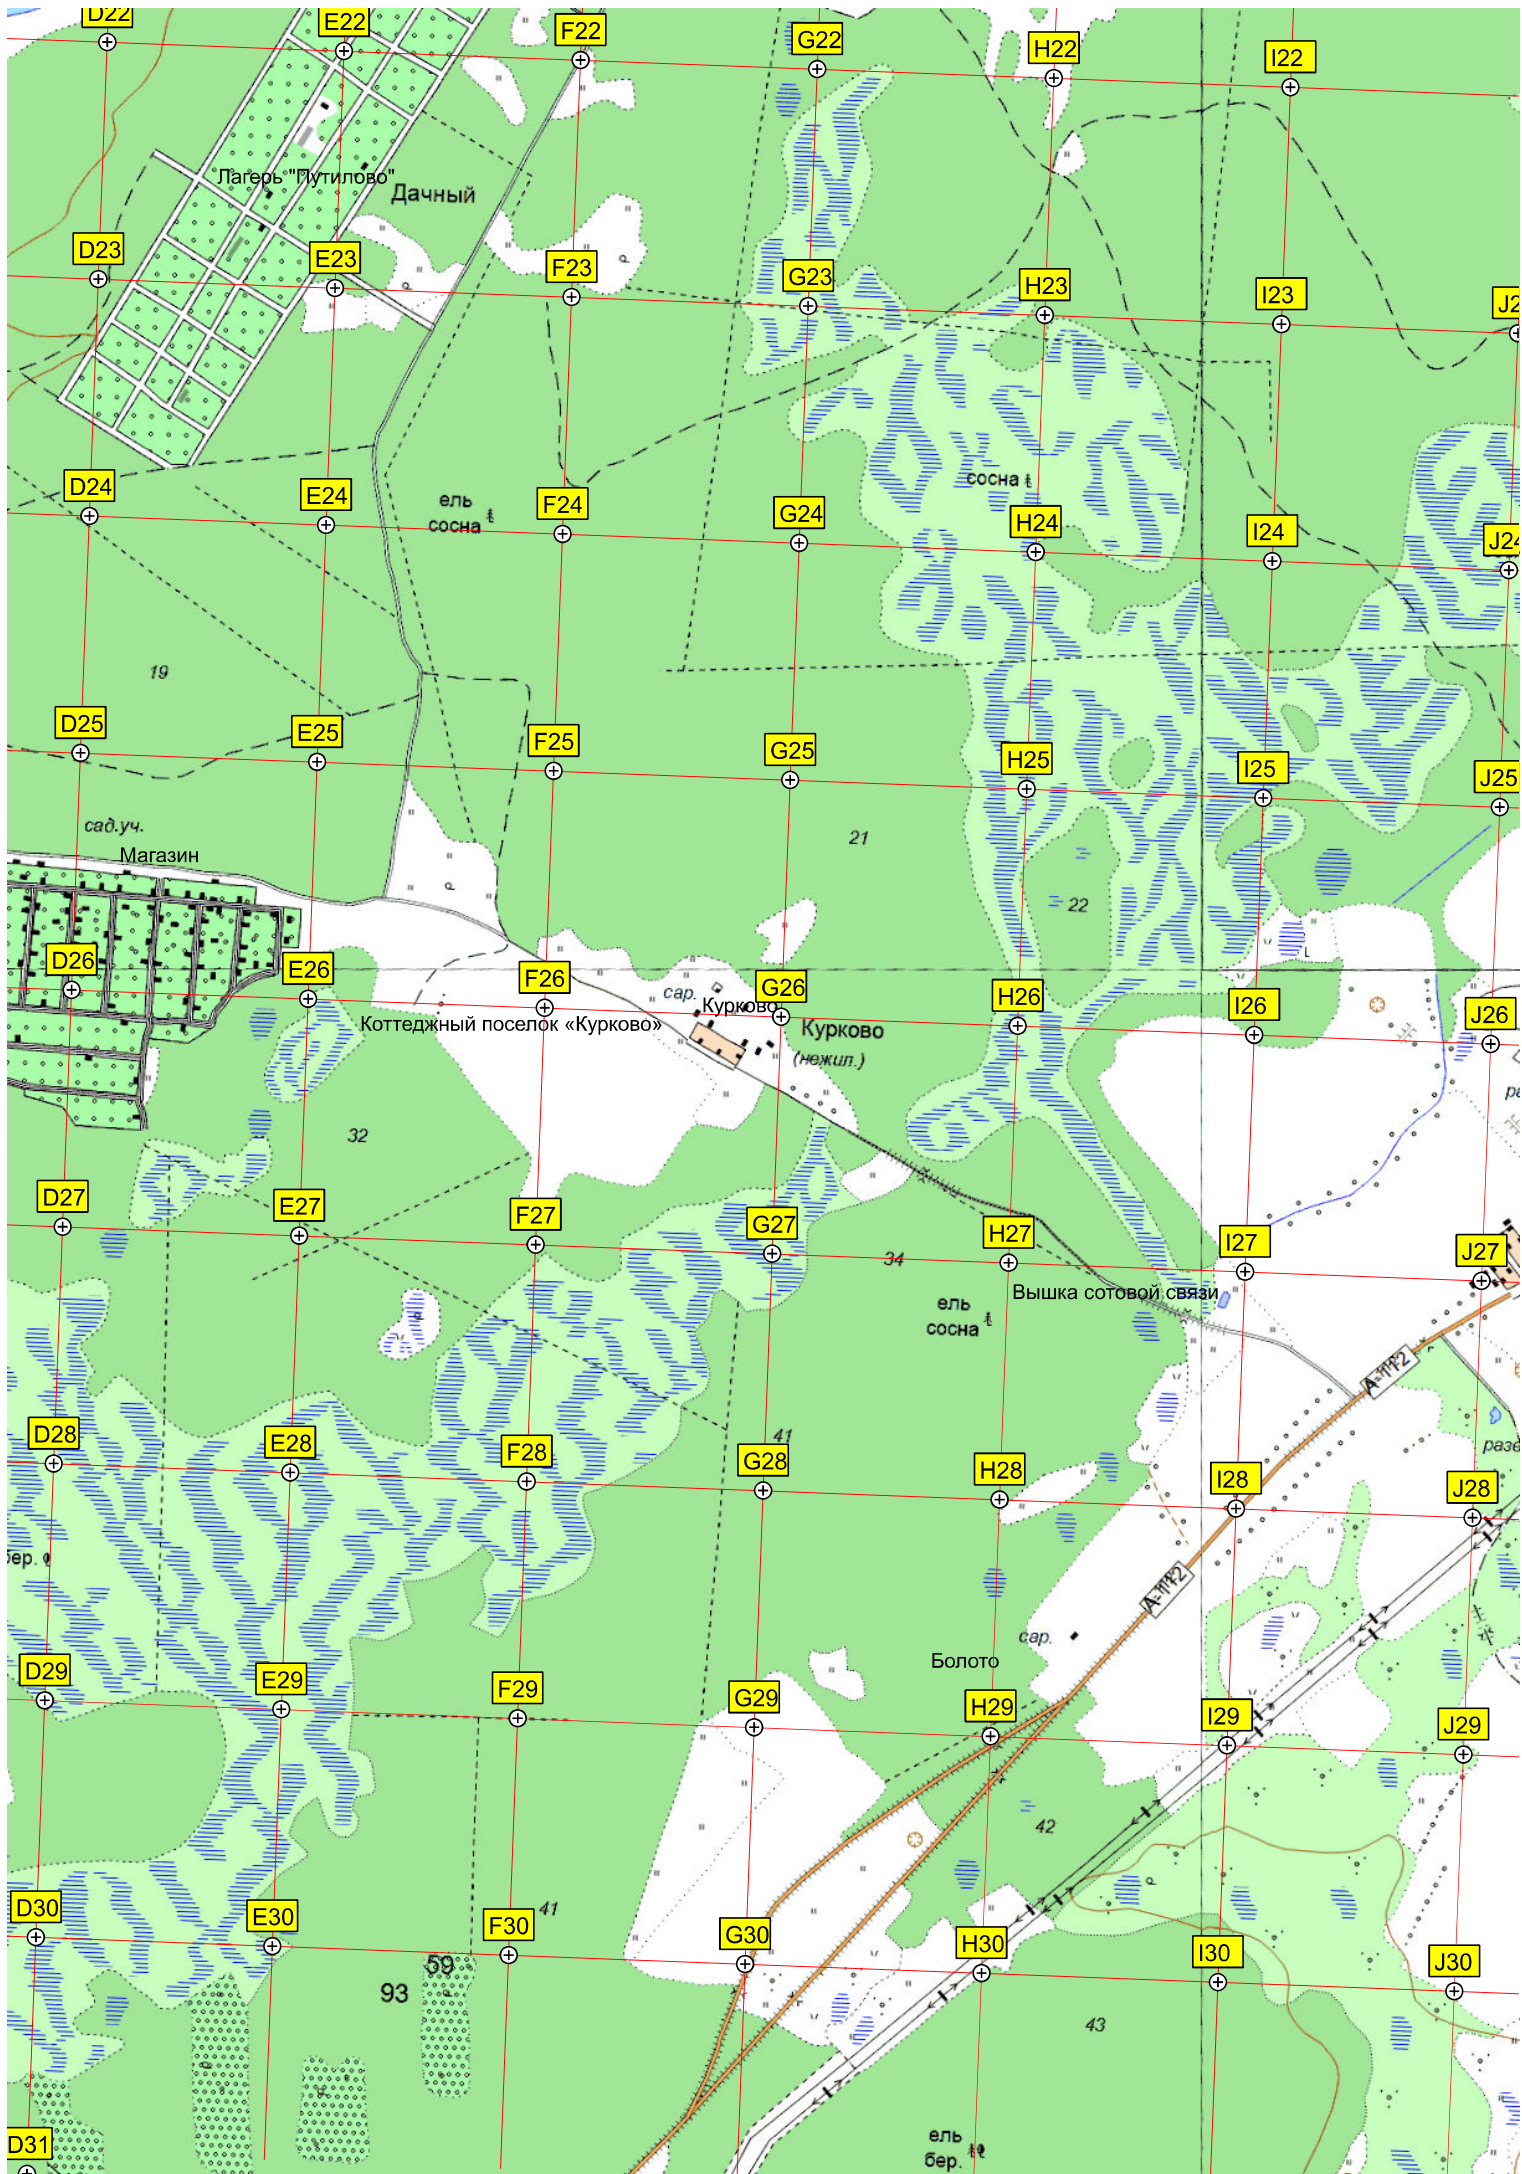 D22
E22
F22
G22
H22
I22
Лагерь "Путилово"
Дачный
D23
E23
F23
G23
H23
I23
D24
E24
ель
сосна
F24
G24
сосна
H24
I24
J24
19
D25
E25
F25
G25
H25
I25
J25
сад.уч.
Магазин
21
22
D26
E26
F26
сар.
Курково
G26
H26
I26
J26
Коттеджный поселок «Курково»
Курково
(нежил.)
32
D27
E27
F27
G27
34
H27
I27
J27
Вышка сотовой связи
ель
сосна
А-112
D28
E28
F28
41
G28
H28
I28
J28
А-112
сар.
Болото
D29
E29
F29
G29
H29
I29
J29
42
D30
E30
F30
41
G30
H30
I30
J30
59
93
43
D31
ель
бер.